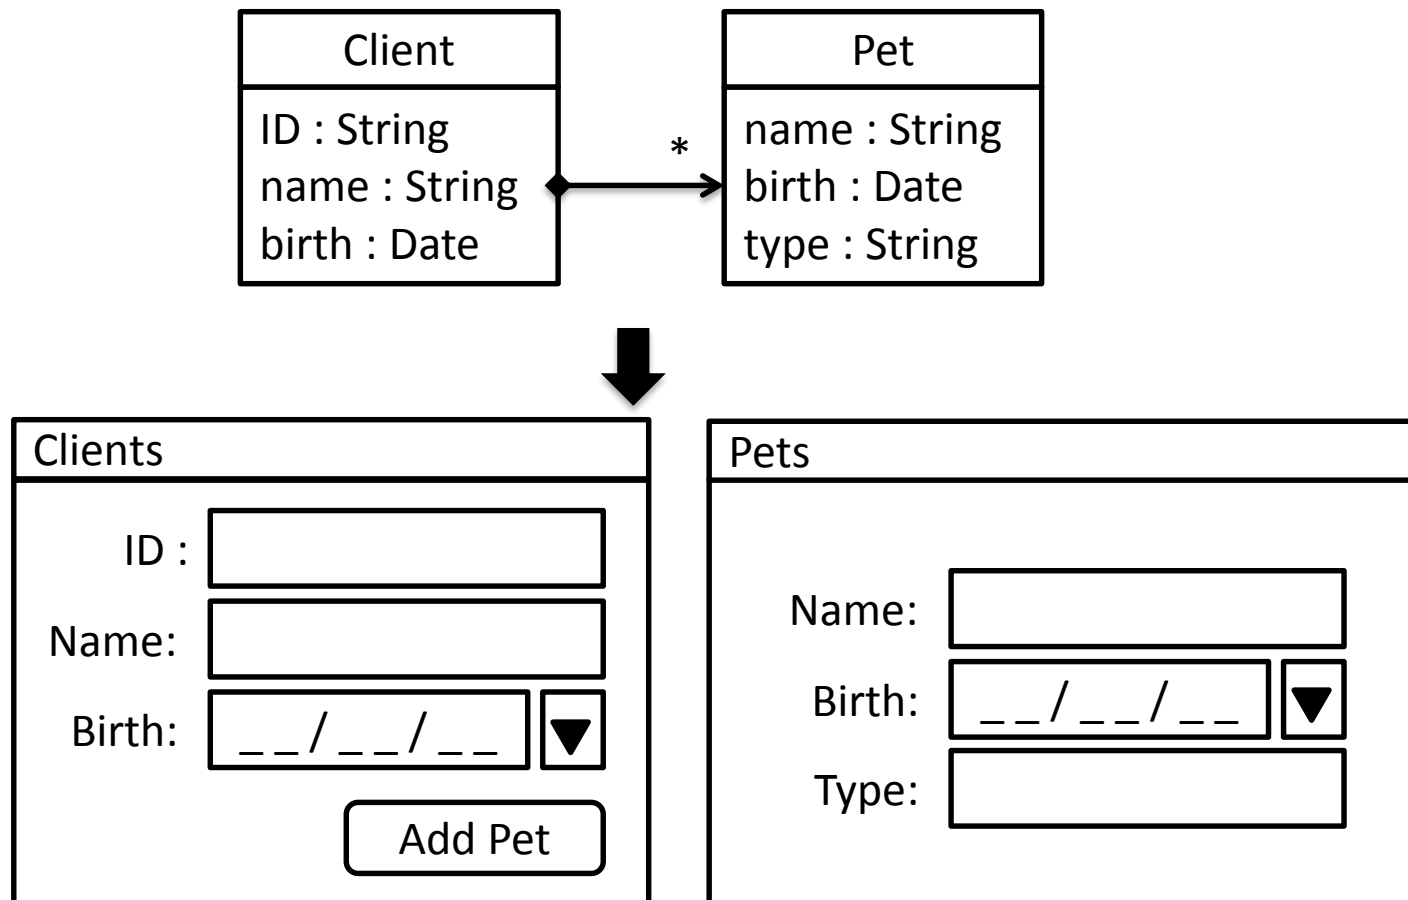 Client
ID : String
name : String
birth : Date
*
Pet
name : String
birth : Date
type : String
Clients
ID :
Name:
Birth:
_ _ / _ _ / _ _
Add Pet
Pets
Name:
Birth:
_ _ / _ _ / _ _
Type: